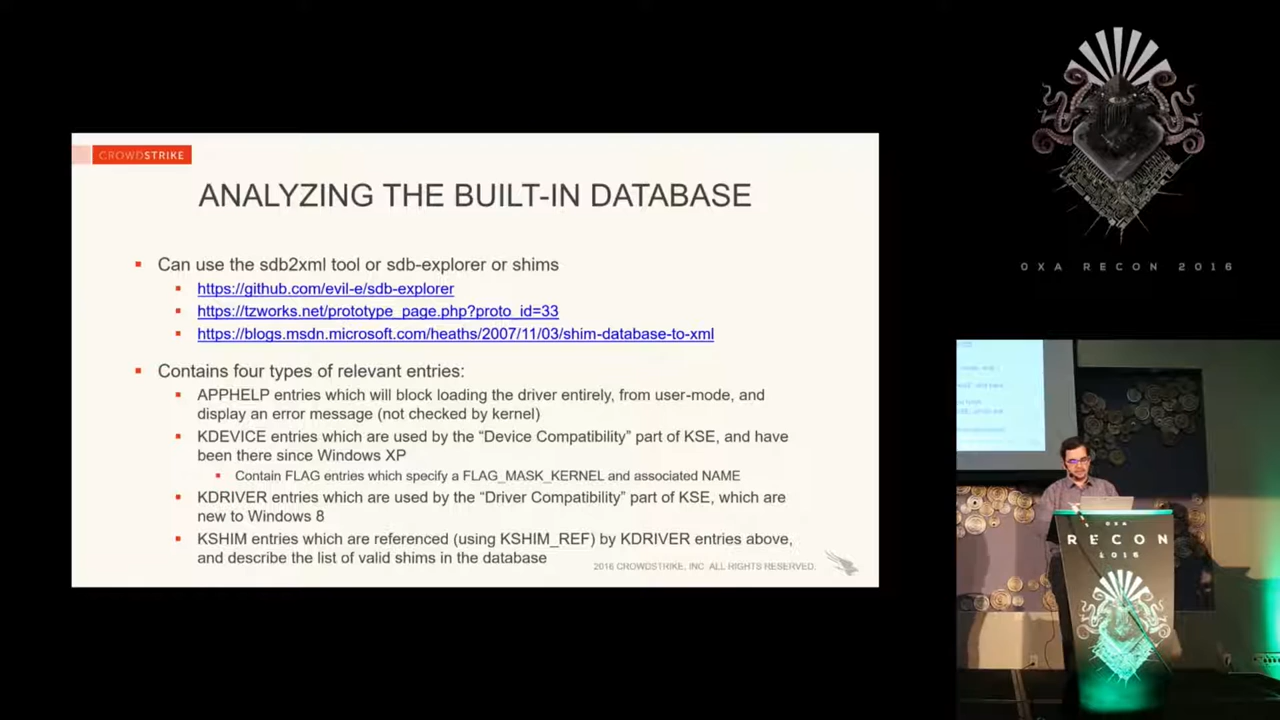 CROWDSTRIKE
ANALYZING THE BUILT-IN DATABASE
Can use the sdb2xml tool or sdb-explorer or shims
https://github.com/evil-e/sdb-explorer
https://tzworks.net/prototype_page.php?proto_id=33
https://blogs.msdn.microsoft.com/heaths/2007/11/03/shim-database-to-xml
Contains four types of relevant entries:
APPHELP entries which will block loading the driver entirely, from user-mode, and
display an error message (not checked by kernel)
KDEVICE entries which are used by the “Device Compatibility” part of KSE, and have
been there since Windows XP
Contain FLAG entries which specify a FLAG_MASK_KERNEL and associated NAME
KDRIVER entries which are used by the “Driver Compatibility” part of KSE, which are
new to Windows 8
KSHIM entries which are referenced (using KSHIM_REF) by KDRIVER entries above,
and describe the list of valid shims in the database
2016 CROWDSTRIKE, INC. ALL RIGHTS RESERVED.
0XA RECON 2016
0XA
RECON
2016